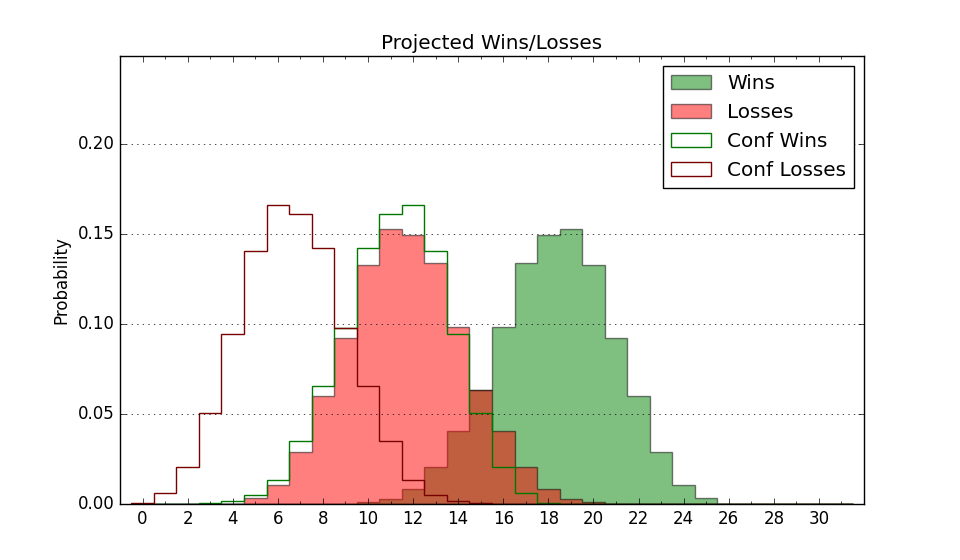 Projected Wins/Losses
Wins
Losses
Conf Wins
Conf Losses
Probability
0.20
0.15
0.10
0.05
0.00
0 2 4 6 8 10 12 14 16 18 20 22 24 26 28 30